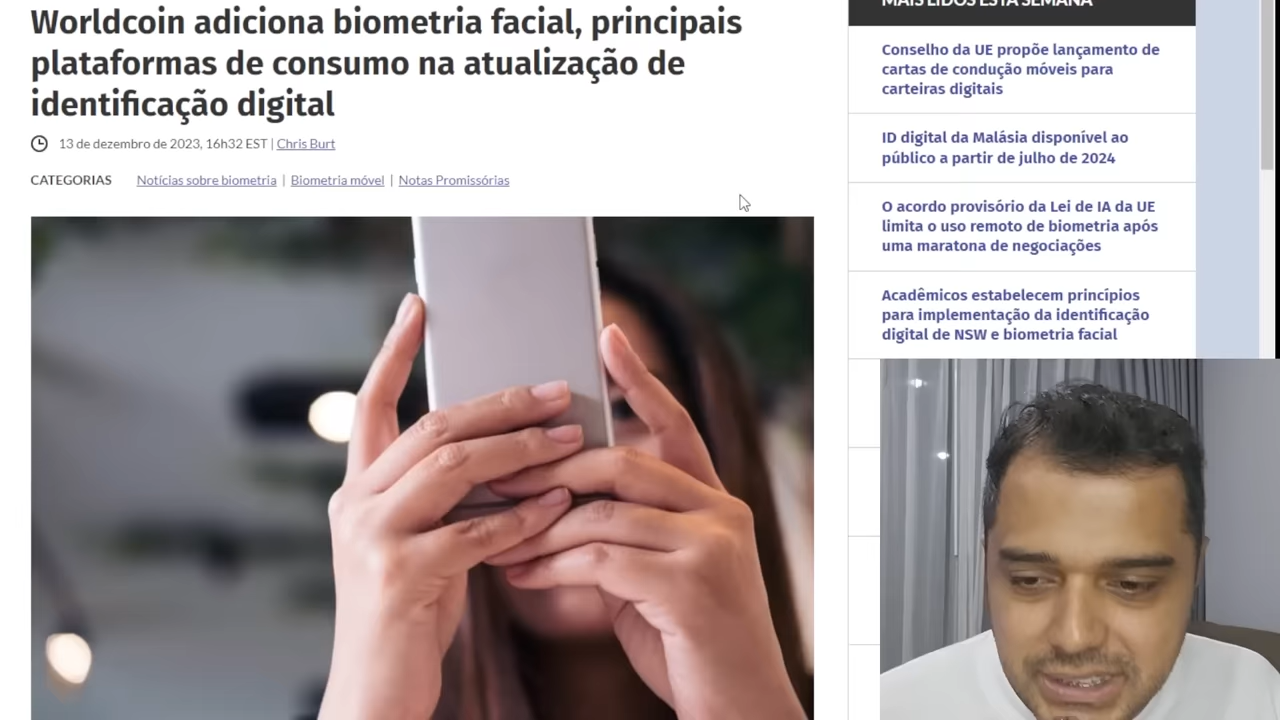 Worldcoin adiciona biometria facial, principais
plataformas de consumo na atualização de
identificação digital
13 de dezembro de 2023, 16h32 EST | Chris Burt
CATEGORIAS Notícias sobre biometria | Biometria móvel | Notas Promissórias
MAIS LIDOS ESTA SEMANA
Conselho da UE propõe lançamento de
cartas de condução móveis para
carteiras digitais
ID digital da Malásia disponível ao
público a partir de julho de 2024
O acordo provisório da Lei de IA da UE
limita o uso remoto de biometria após
uma maratona de negociações
Acadêmicos estabelecem princípios
para implementação da identificação
digital de NSW e biometria facial